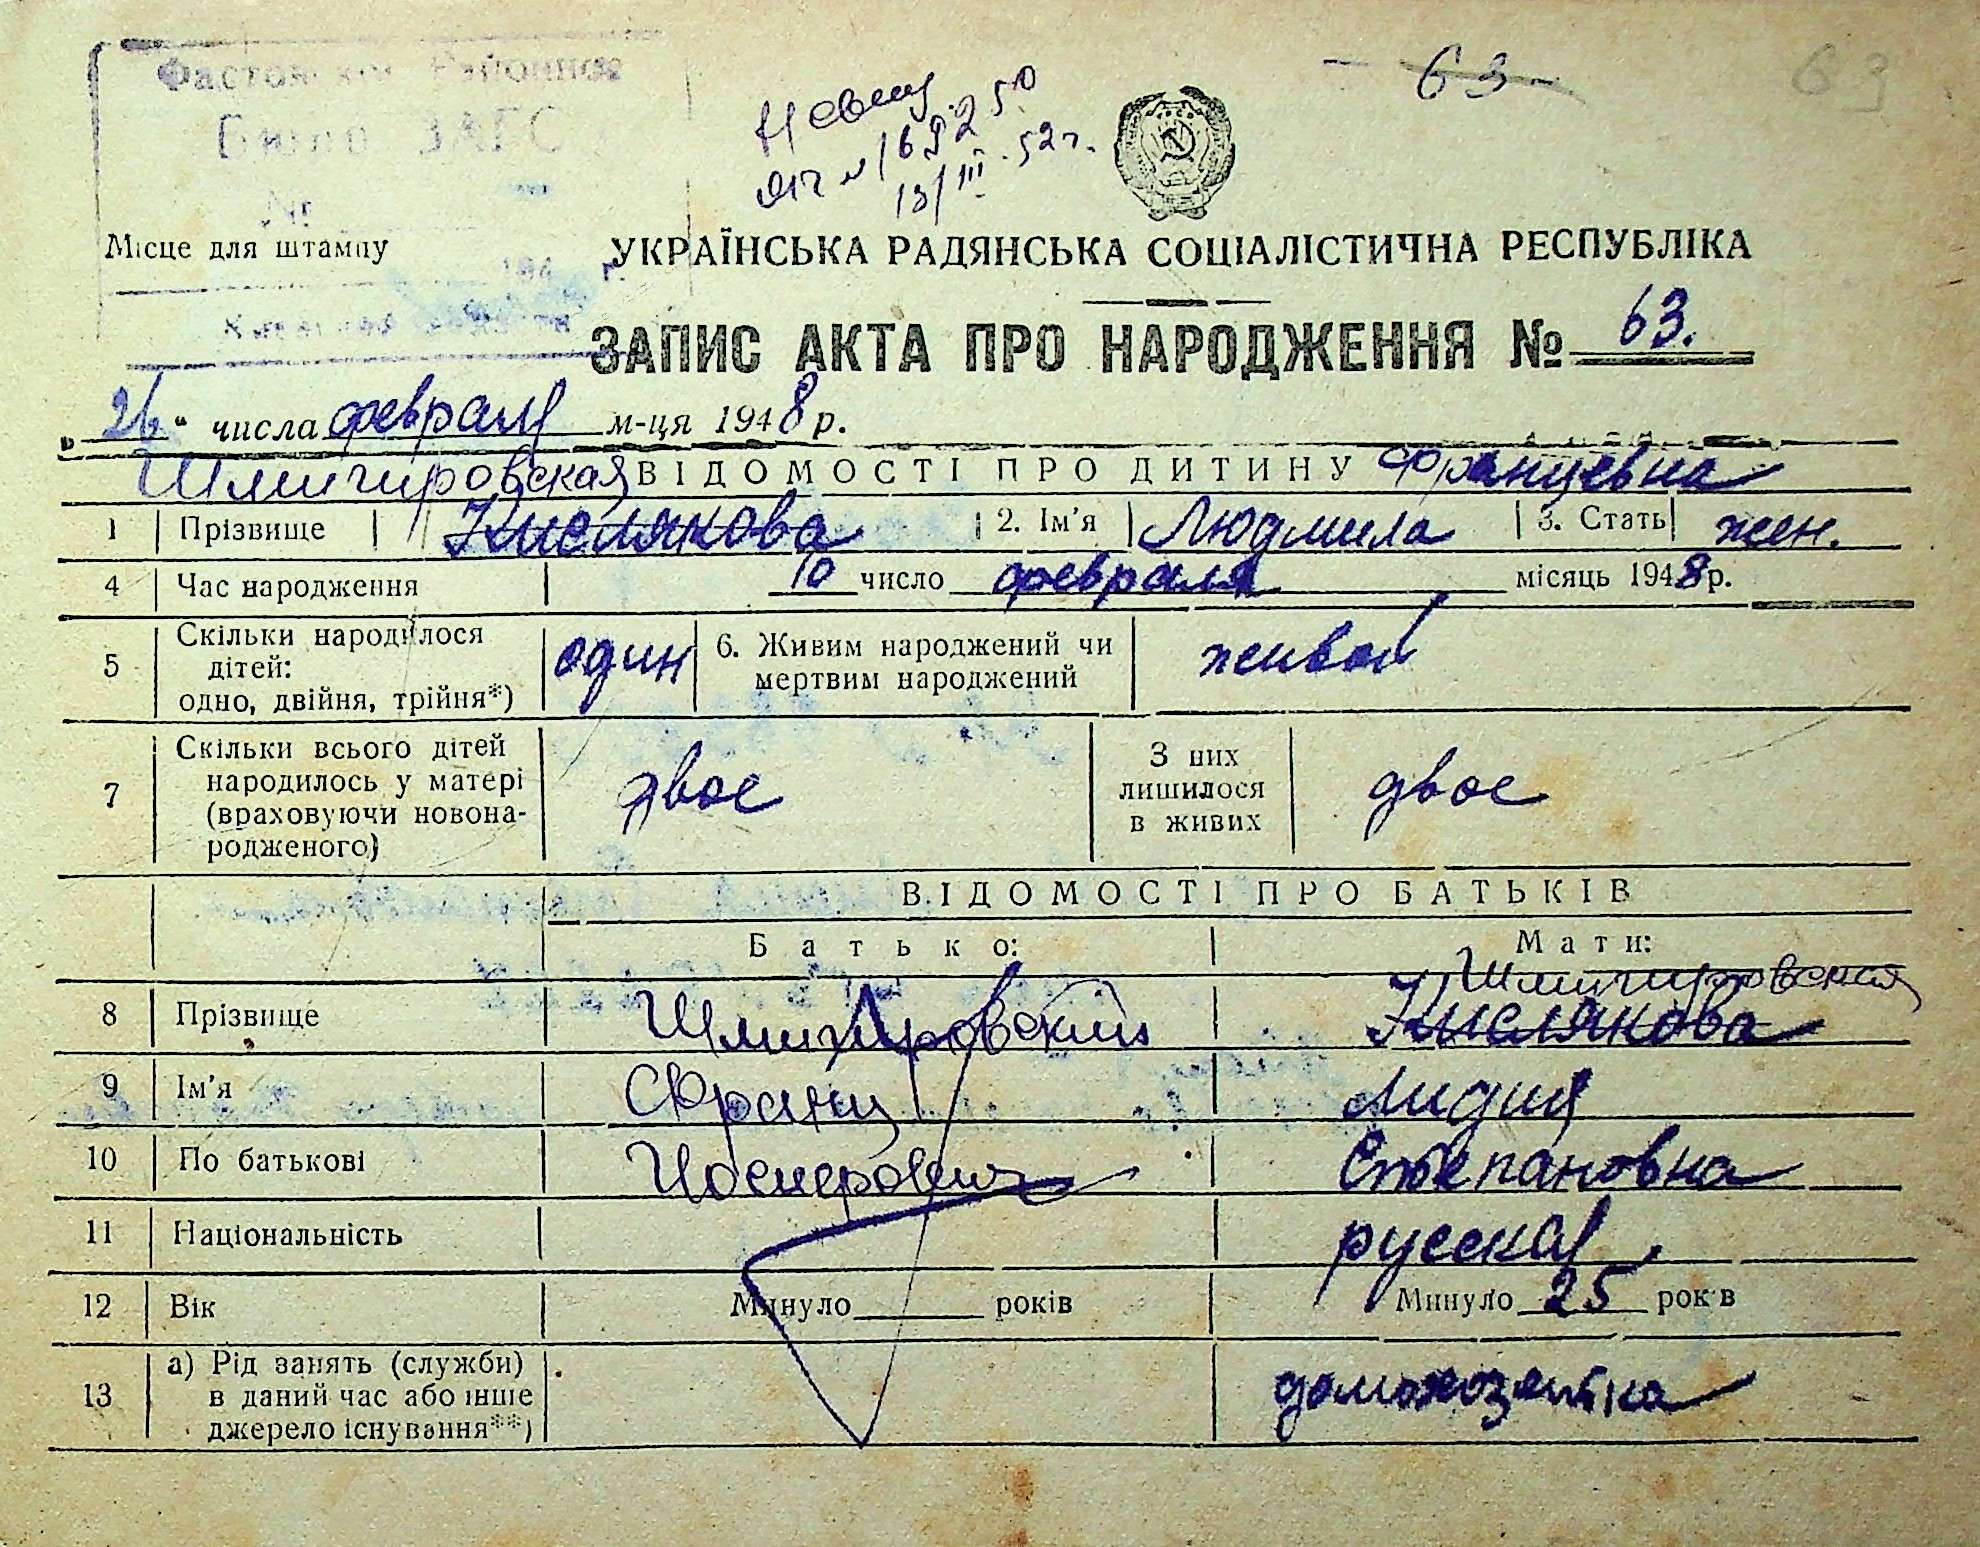 63
63
Районное
Бюро ЗАГС
№
169250
13/III 52 г.
Місце для штампу
194 г.
УКРАЇНСЬКА РАДЯНСЬКА СОЦІАЛІСТИЧНА РЕСПУБЛІКА
ЗАПИС АКТА ПРО НАРОДЖЕННЯ № 63.
„26“ числа февраля м-ця 1948 р.
Шмигировская ВІДОМОСТІ ПРО ДИТИНУ Францевна
1 Прізвище Кислякова 2. Ім'я Людмила 3. Стать жен.
4 Час народження 10 число февраля місяць 1948 р.
5 Скільки народилося дітей: одно, двійня, трійня*) один 6. Живим народжений чи мертвим народжений живой
7 Скільки всього дітей народилось у матері (враховуючи новонародженого) двое З них лишилося в живих двое
ВІДОМОСТІ ПРО БАТЬКІВ
Батько: Мати:
Шмигировская
8 Прізвище Шмигировский Кислякова
9 Ім'я Франц Лидия
10 По батькові Иосифович Степановна
11 Національність русская
12 Вік Минуло років Минуло 25 років
13 а) Рід занять (служби) в даний час або інше джерело існування**) домохозяйка